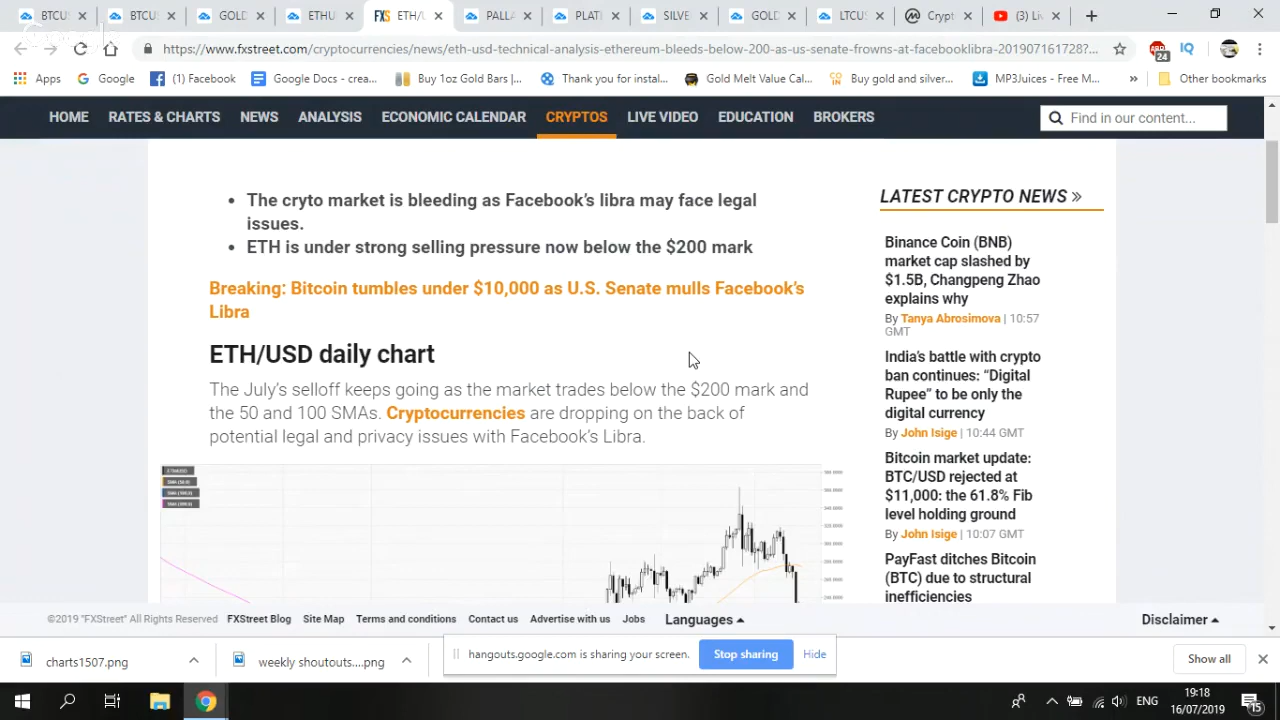 BTCU
BTCUS
GOLD
ETHU
FXS ETH/
PALLA
PLATI
SILVE
GOLD
LTCUS
Crypt
(3) Li
https://www.fxstreet.com/cryptocurrencies/news/eth-usd-technical-analysis-ethereum-bleeds-below-200-as-us-senate-frowns-at-facebooklibra-201907161728?...
24
IQ
Apps
Google
(1) Facebook
Google Docs - crea...
Buy 1oz Gold Bars |...
Thank you for instal...
Gold Melt Value Cal...
CO IN
Buy gold and silver...
MP3Juices - Free M...
»
Other bookmarks
HOME
RATES & CHARTS
NEWS
ANALYSIS
ECONOMIC CALENDAR
CRYPTOS
LIVE VIDEO
EDUCATION
BROKERS
Find in our content...
• The cryto market is bleeding as Facebook's libra may face legal
issues.
• ETH is under strong selling pressure now below the $200 mark
Breaking: Bitcoin tumbles under $10,000 as U.S. Senate mulls Facebook's
Libra
ETH/USD daily chart
The July's selloff keeps going as the market trades below the $200 mark and
the 50 and 100 SMAs. Cryptocurrencies are dropping on the back of
potential legal and privacy issues with Facebook's Libra.
LATEST CRYPTO NEWS »
Binance Coin (BNB)
market cap slashed by
$1.5B, Changpeng Zhao
explains why
By Tanya Abrosimova | 10:57
GMT
India's battle with crypto
ban continues: “Digital
Rupee” to be only the
digital currency
By John Isige | 10:44 GMT
Bitcoin market update:
BTC/USD rejected at
$11,000: the 61.8% Fib
level holding ground
By John Isige | 10:07 GMT
PayFast ditches Bitcoin
(BTC) due to structural
inefficiencies
©2019 "FXStreet" All Rights Reserved
FXStreet Blog
Site Map
Terms and conditions
Contact us
Advertise with us
Jobs
Languages
Disclaimer
charts1507.png
weekly shoutouts....png
hangouts.google.com is sharing your screen.
Stop sharing
Hide
Show all
ENG
19:18
16/07/2019
15